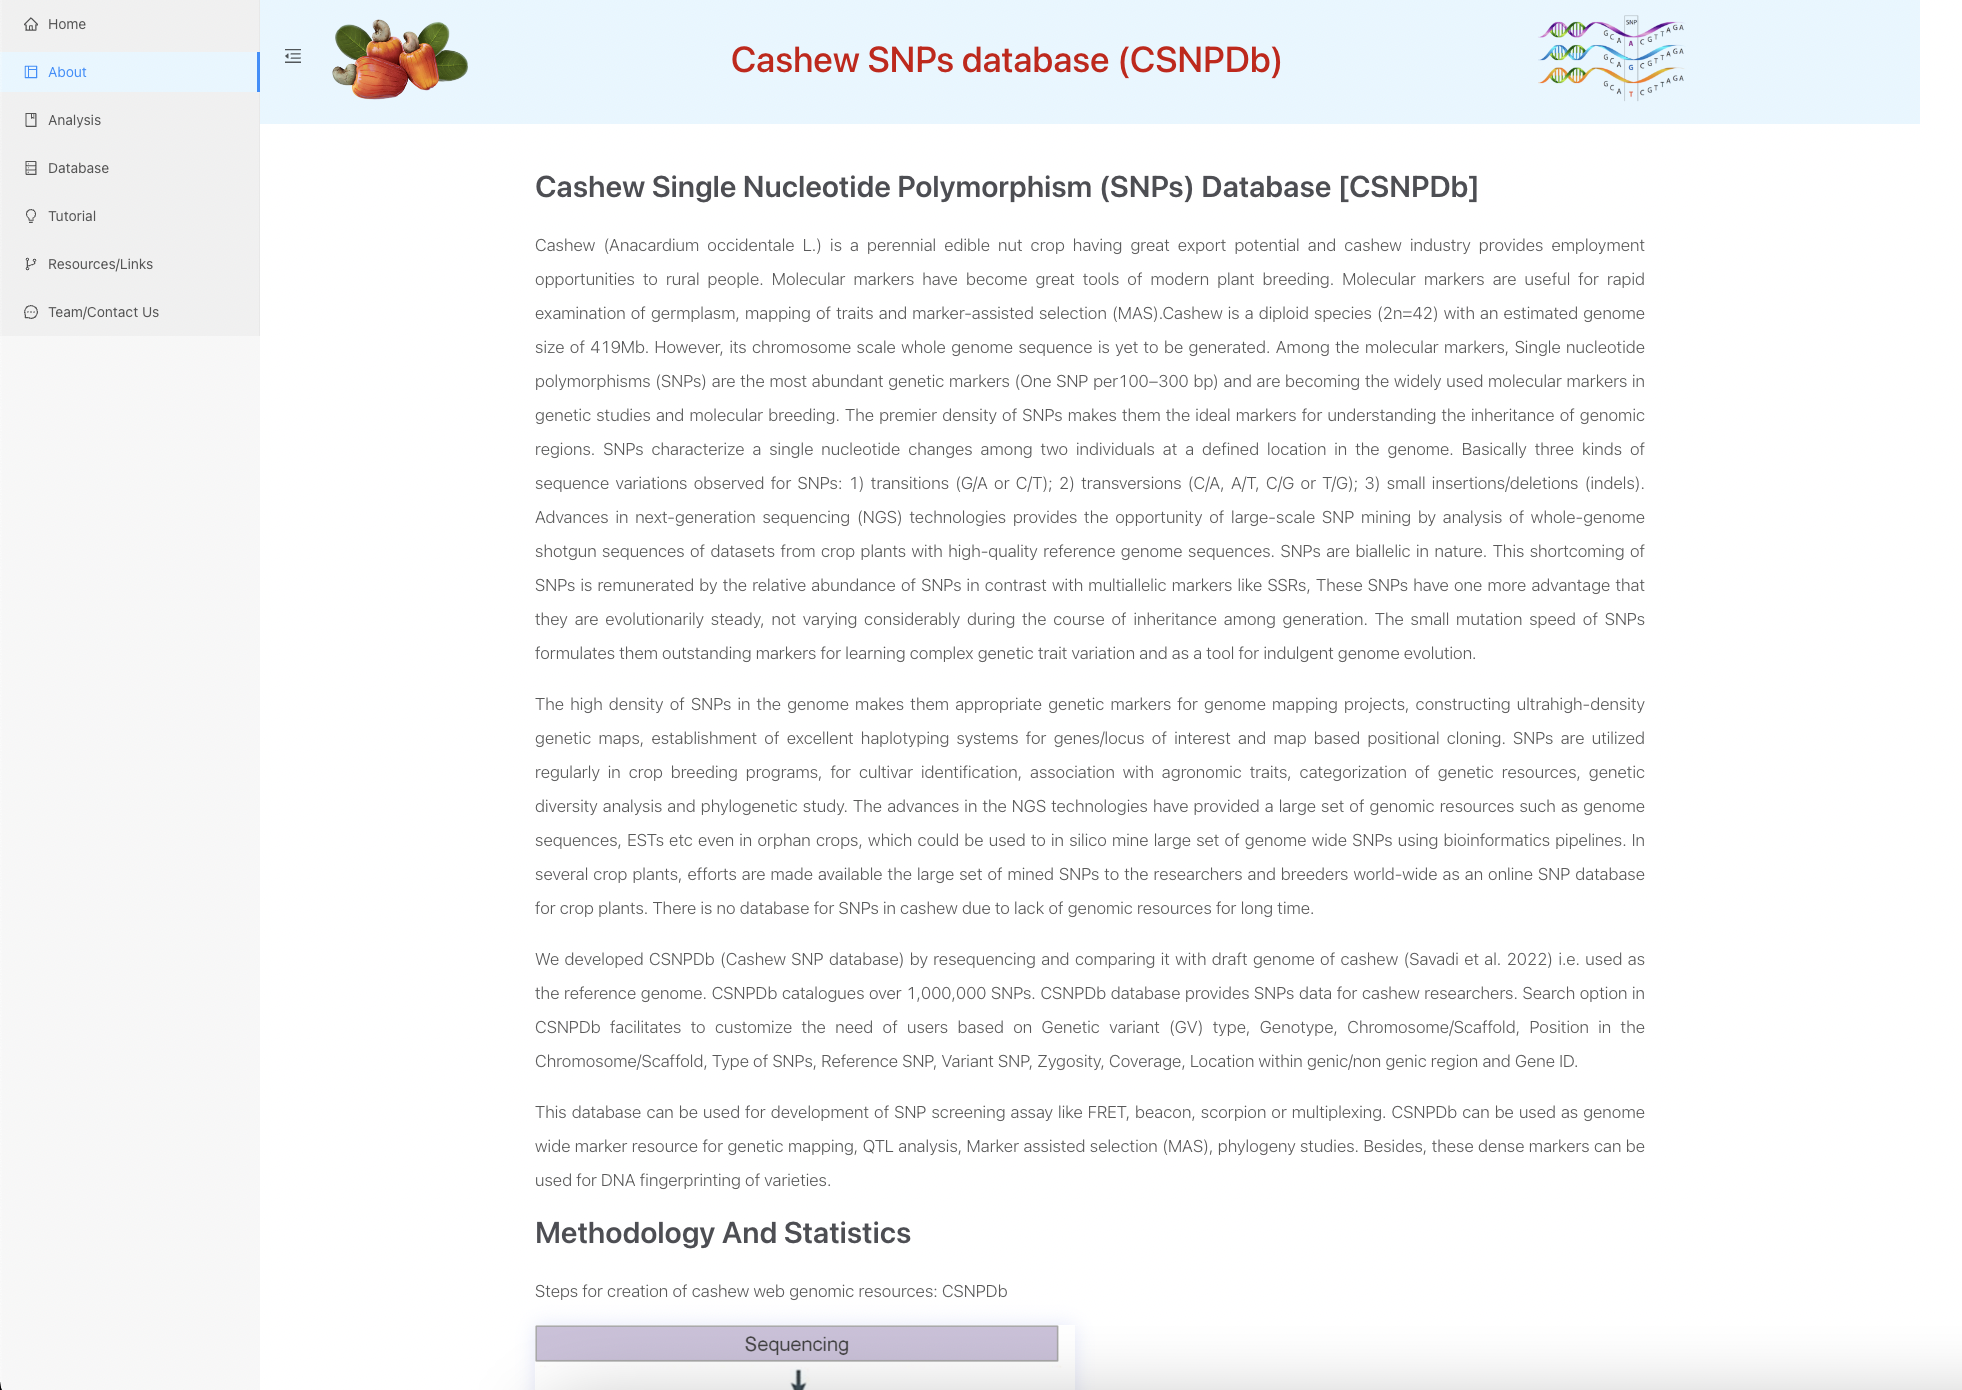 Home
About
Analysis
Database
Tutorial
Resources/Links
Team/Contact Us
Cashew SNPs database (CSNPDb)
SNP
GCAACGTTAGA
GCAGCGTTAGA
GCATCGTTAGA
Cashew Single Nucleotide Polymorphism (SNPs) Database [CSNPDb]
Cashew (Anacardium occidentale L.) is a perennial edible nut crop having great export potential and cashew industry provides employment
opportunities to rural people. Molecular markers have become great tools of modern plant breeding. Molecular markers are useful for rapid
examination of germplasm, mapping of traits and marker-assisted selection (MAS).Cashew is a diploid species (2n=42) with an estimated genome
size of 419Mb. However, its chromosome scale whole genome sequence is yet to be generated. Among the molecular markers, Single nucleotide
polymorphisms (SNPs) are the most abundant genetic markers (One SNP per100–300 bp) and are becoming the widely used molecular markers in
genetic studies and molecular breeding. The premier density of SNPs makes them the ideal markers for understanding the inheritance of genomic
regions. SNPs characterize a single nucleotide changes among two individuals at a defined location in the genome. Basically three kinds of
sequence variations observed for SNPs: 1) transitions (G/A or C/T); 2) transversions (C/A, A/T, C/G or T/G); 3) small insertions/deletions (indels).
Advances in next-generation sequencing (NGS) technologies provides the opportunity of large-scale SNP mining by analysis of whole-genome
shotgun sequences of datasets from crop plants with high-quality reference genome sequences. SNPs are biallelic in nature. This shortcoming of
SNPs is remunerated by the relative abundance of SNPs in contrast with multiallelic markers like SSRs, These SNPs have one more advantage that
they are evolutionarily steady, not varying considerably during the course of inheritance among generation. The small mutation speed of SNPs
formulates them outstanding markers for learning complex genetic trait variation and as a tool for indulgent genome evolution.
The high density of SNPs in the genome makes them appropriate genetic markers for genome mapping projects, constructing ultrahigh-density
genetic maps, establishment of excellent haplotyping systems for genes/locus of interest and map based positional cloning. SNPs are utilized
regularly in crop breeding programs, for cultivar identification, association with agronomic traits, categorization of genetic resources, genetic
diversity analysis and phylogenetic study. The advances in the NGS technologies have provided a large set of genomic resources such as genome
sequences, ESTs etc even in orphan crops, which could be used to in silico mine large set of genome wide SNPs using bioinformatics pipelines. In
several crop plants, efforts are made available the large set of mined SNPs to the researchers and breeders world-wide as an online SNP database
for crop plants. There is no database for SNPs in cashew due to lack of genomic resources for long time.
We developed CSNPDb (Cashew SNP database) by resequencing and comparing it with draft genome of cashew (Savadi et al. 2022) i.e. used as
the reference genome. CSNPDb catalogues over 1,000,000 SNPs. CSNPDb database provides SNPs data for cashew researchers. Search option in
CSNPDb facilitates to customize the need of users based on Genetic variant (GV) type, Genotype, Chromosome/Scaffold, Position in the
Chromosome/Scaffold, Type of SNPs, Reference SNP, Variant SNP, Zygosity, Coverage, Location within genic/non genic region and Gene ID.
This database can be used for development of SNP screening assay like FRET, beacon, scorpion or multiplexing. CSNPDb can be used as genome
wide marker resource for genetic mapping, QTL analysis, Marker assisted selection (MAS), phylogeny studies. Besides, these dense markers can be
used for DNA fingerprinting of varieties.
Methodology And Statistics
Steps for creation of cashew web genomic resources: CSNPDb
Sequencing